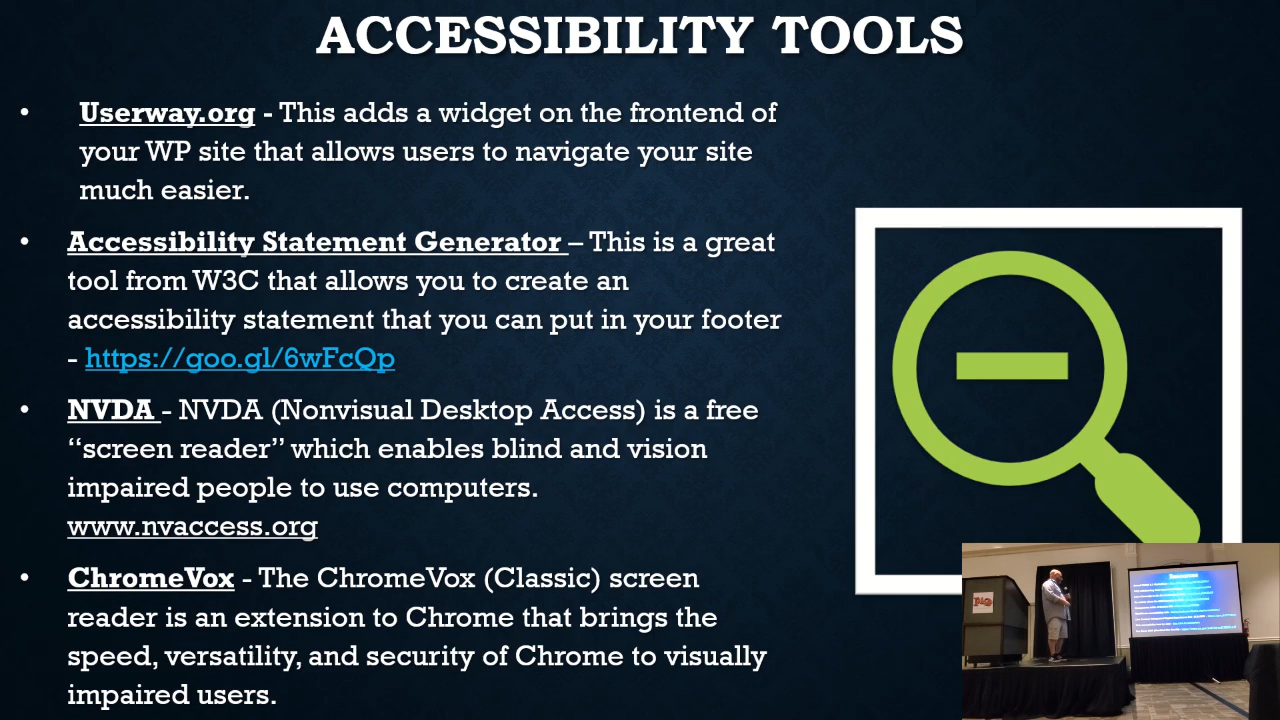 ACCESSIBILITY TOOLS
• Userway.org - This adds a widget on the frontend of
your WP site that allows users to navigate your site
much easier.
• Accessibility Statement Generator – This is a great
tool from W3C that allows you to create an
accessibility statement that you can put in your footer
- https://goo.gl/6wFcQp
• NVDA - NVDA (Nonvisual Desktop Access) is a free
“screen reader” which enables blind and vision
impaired people to use computers.
www.nvaccess.org
• ChromeVox - The ChromeVox (Classic) screen
reader is an extension to Chrome that brings the
speed, versatility, and security of Chrome to visually
impaired users.
Resources